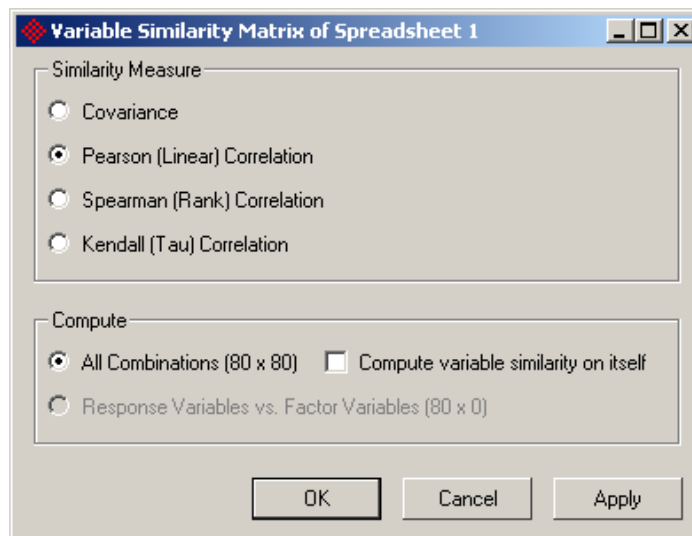 Variable Similarity Matrix of Spreadsheet 1
Similarity Measure
Covariance
Pearson (Linear) Correlation
Spearman (Rank) Correlation
Kendall (Tau) Correlation
Compute
All Combinations (80 x 80) Compute variable similarity on itself
Response Variables vs. Factor Variables (80 x 0)
OK Cancel Apply